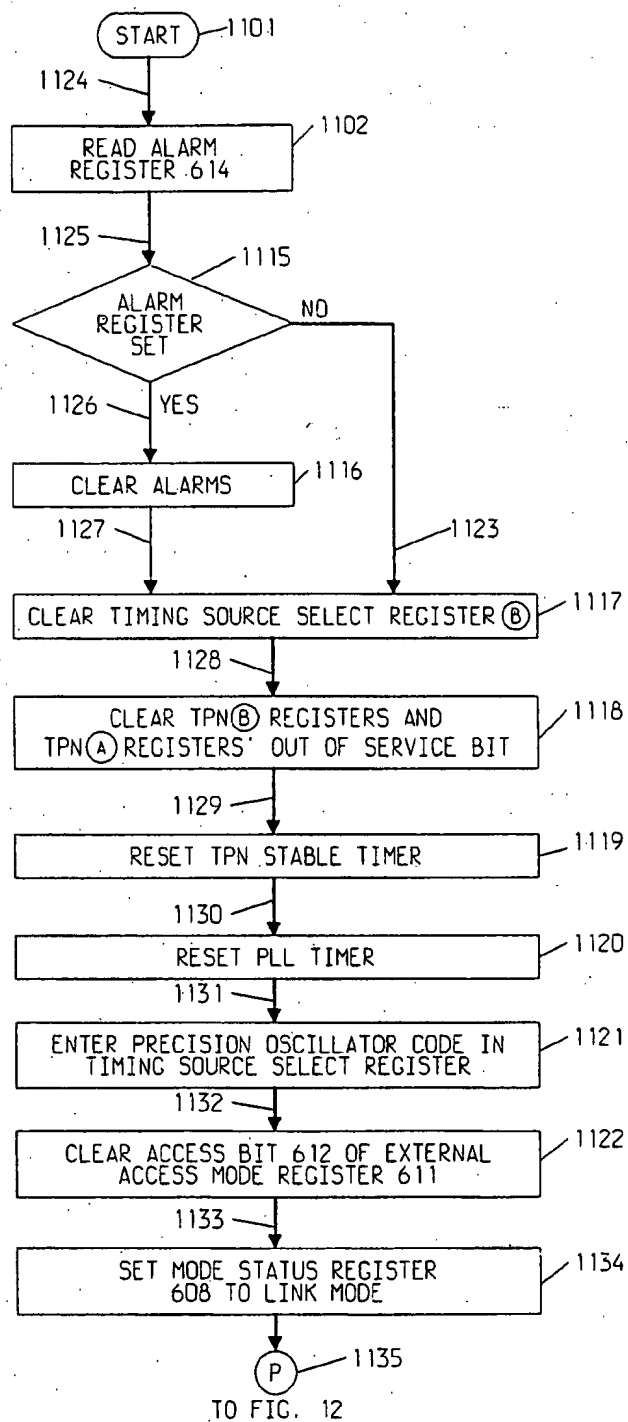 START
1101
1124
READ ALARM
REGISTER 614
1102
1125
1115
ALARM
REGISTER
SET
NO
1126
YES
CLEAR ALARMS
1116
1127
1123
CLEAR TIMING SOURCE SELECT REGISTER (B)
1117
1128
CLEAR TPN (B) REGISTERS AND
TPN (A) REGISTERS' OUT OF SERVICE BIT
1118
1129
RESET TPN STABLE TIMER
1119
1130
RESET PLL TIMER
1120
1131
ENTER PRECISION OSCILLATOR CODE IN
TIMING SOURCE SELECT REGISTER
1121
1132
CLEAR ACCESS BIT 612 OF EXTERNAL
ACCESS MODE REGISTER 611
1122
1133
SET MODE STATUS REGISTER
608 TO LINK MODE
1134
P
1135
TO FIG. 12